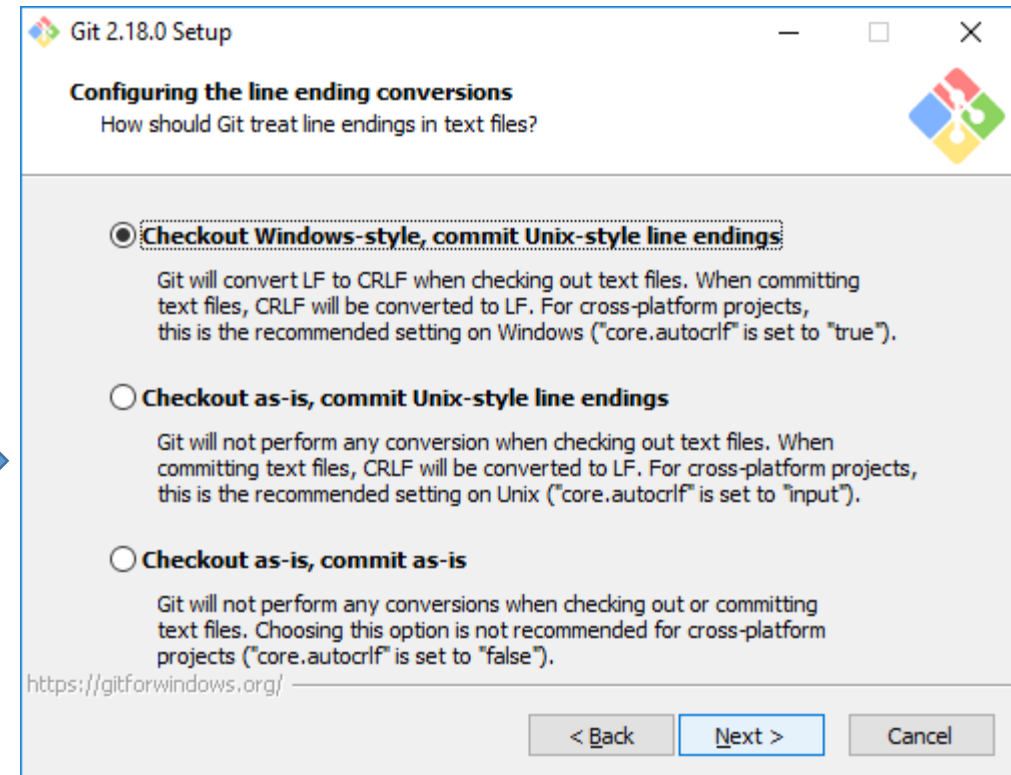 Git 2.18.0 Setup
Configuring the line ending conversions
How should Git treat line endings in text files?
Checkout Windows-style, commit Unix-style line endings
Git will convert LF to CRLF when checking out text files. When committing
text files, CRLF will be converted to LF. For cross-platform projects,
this is the recommended setting on Windows ("core.autocrlf" is set to "true").
Checkout as-is, commit Unix-style line endings
Git will not perform any conversion when checking out text files. When
committing text files, CRLF will be converted to LF. For cross-platform projects,
this is the recommended setting on Unix ("core.autocrlf" is set to "input").
Checkout as-is, commit as-is
Git will not perform any conversions when checking out or committing
text files. Choosing this option is not recommended for cross-platform
projects ("core.autocrlf" is set to "false").
https://gitforwindows.org/
< Back Next > Cancel